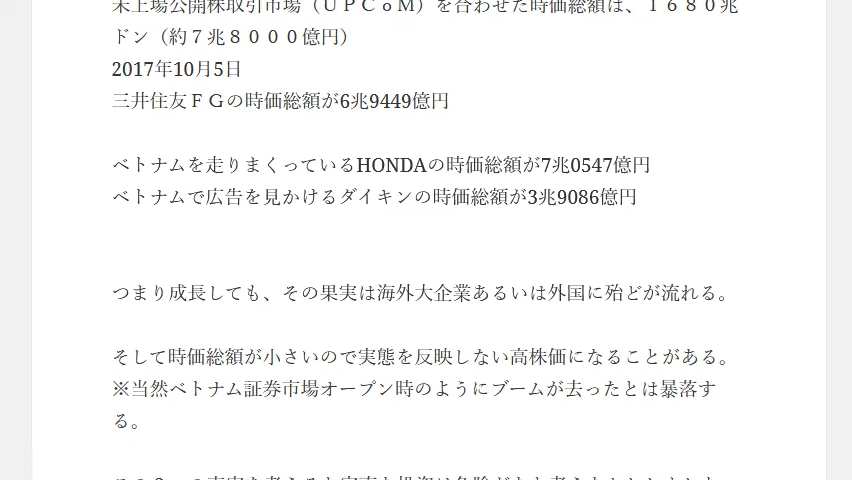 未上場公開株取引市場（ＵＰＣｏＭ）を合わせた時価総額は、１６８０兆
ドン（約７兆８０００億円）
2017年10月5日
三井住友ＦＧの時価総額が6兆9449億円
ベトナムを走りまくっているHONDAの時価総額が7兆0547億円
ベトナムで広告を見かけるダイキンの時価総額が3兆9086億円
つまり成長しても、その果実は海外大企業あるいは外国に殆どが流れる。
そして時価総額が小さいので実態を反映しない高株価になることがある。
※当然ベトナム証券市場オープン時のようにブームが去ったとは暴落す
る。